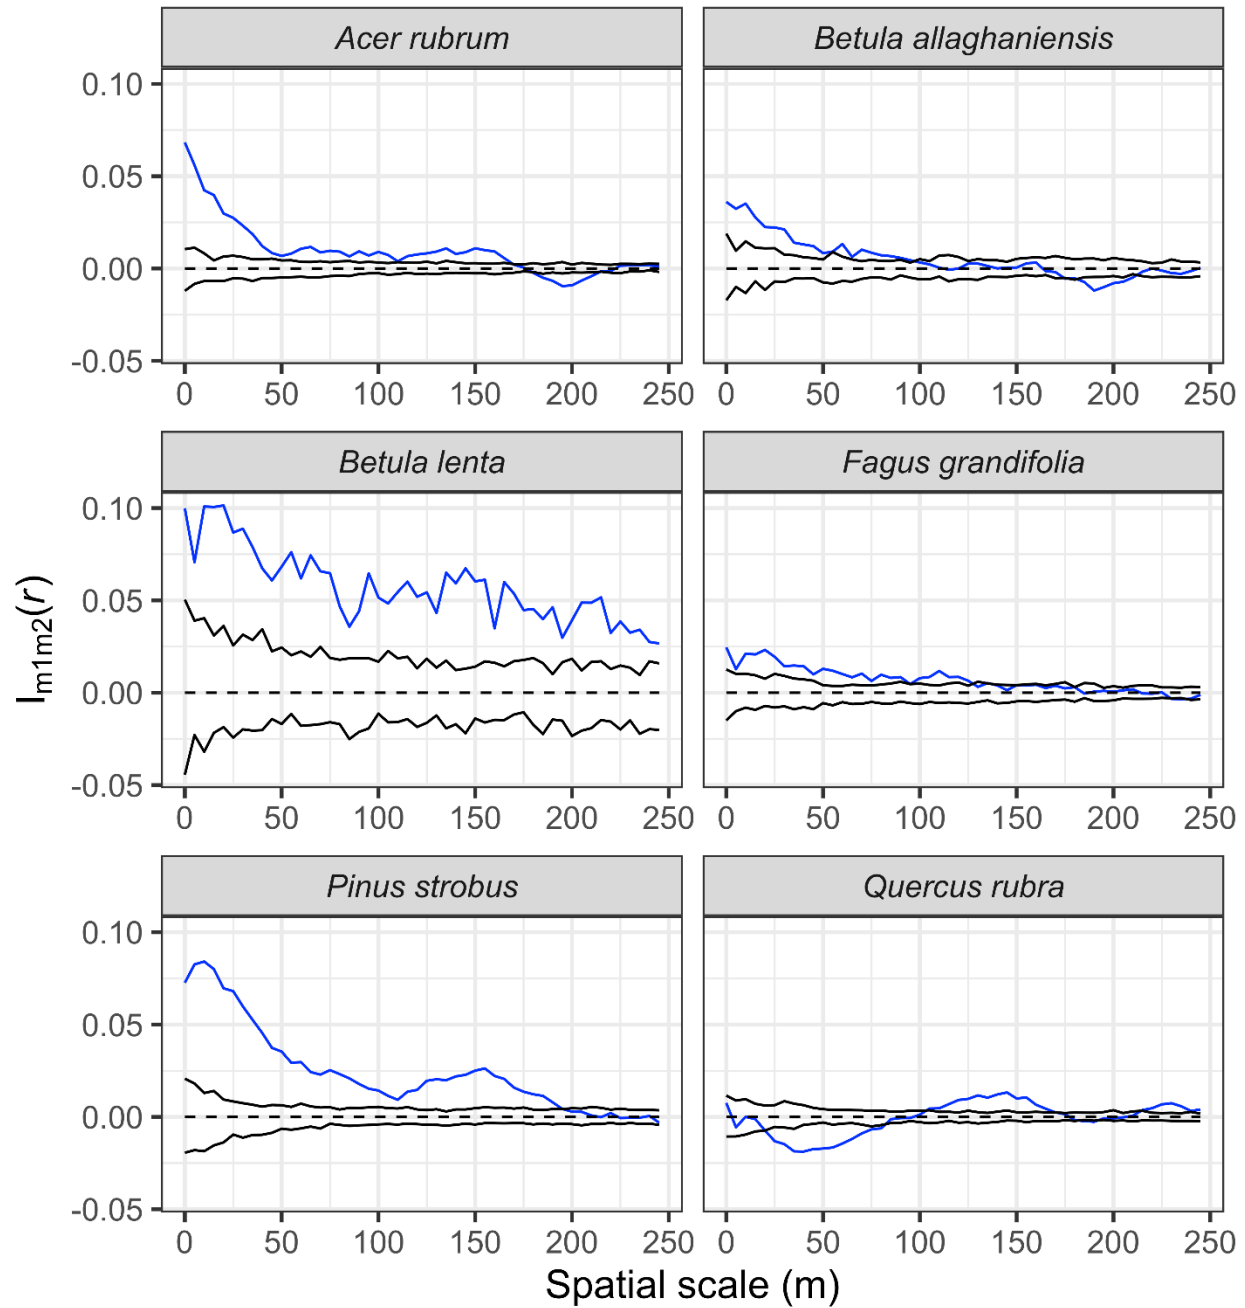 Acer rubrum
Betula allaghaniensis
0.10
0.05
0.00
-0.05
0 50 100 150 200 250
0 50 100 150 200 250
Betula lenta
Fagus grandifolia
0.10
0.05
0.00
-0.05
0 50 100 150 200 250
0 50 100 150 200 250
Pinus strobus
Quercus rubra
0.10
0.05
0.00
-0.05
0 50 100 150 200 250
0 50 100 150 200 250
Im1m2(r)
Spatial scale (m)